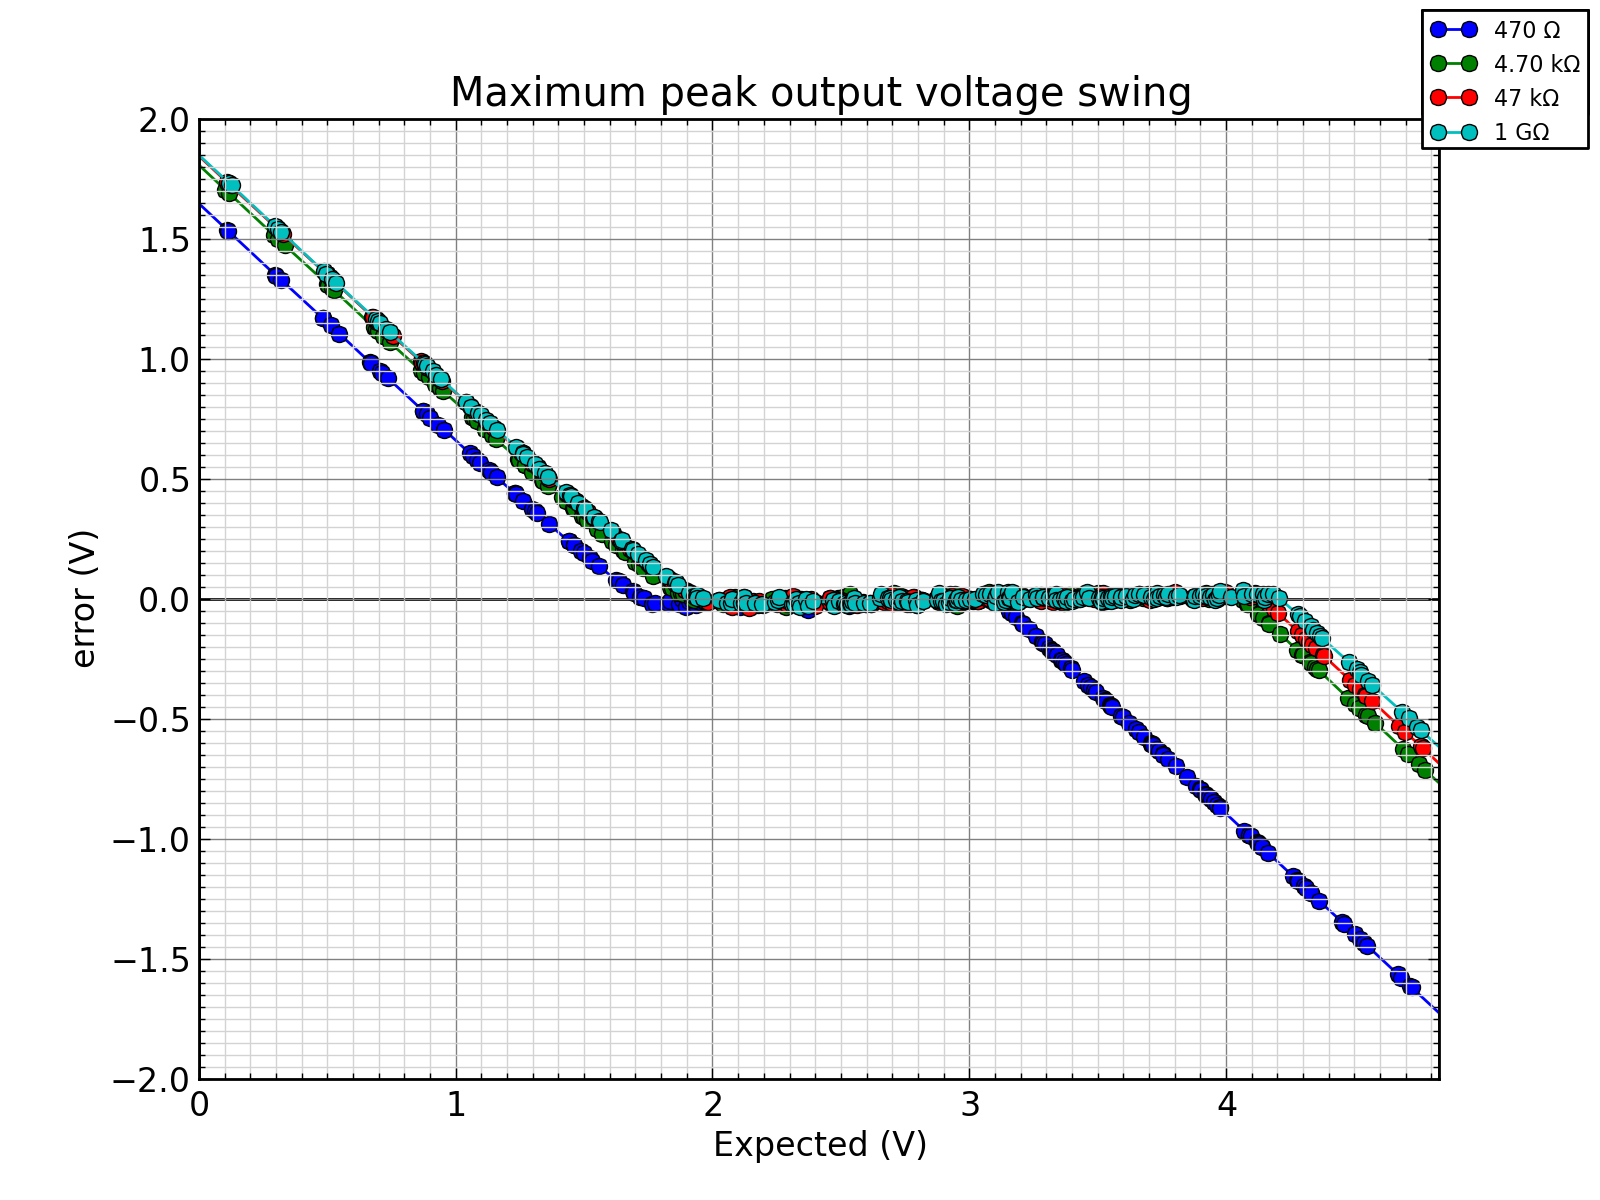 470 Ω
4.70 kΩ
47 kΩ
1 GΩ
Maximum peak output voltage swing
2.0
1.5
1.0
0.5
0.0
−0.5
−1.0
−1.5
−2.0
error (V)
0 1 2 3 4
Expected (V)